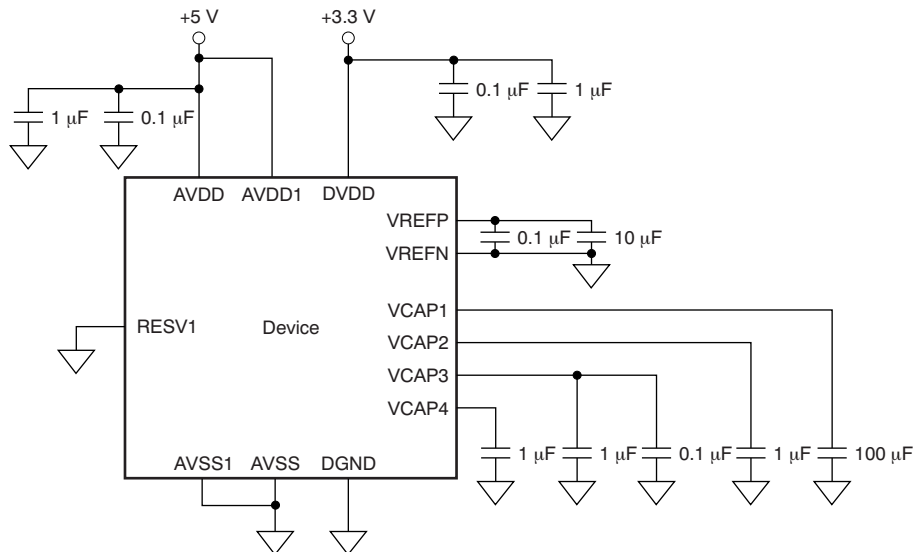 +5 V
+3.3 V
1 μF
0.1 μF
0.1 μF
1 μF
AVDD
AVDD1
DVDD
VREFP
0.1 μF
10 μF
VREFN
VCAP1
RESV1
Device
VCAP2
VCAP3
VCAP4
1 μF
1 μF
0.1 μF
1 μF
100 μF
AVSS1
AVSS
DGND